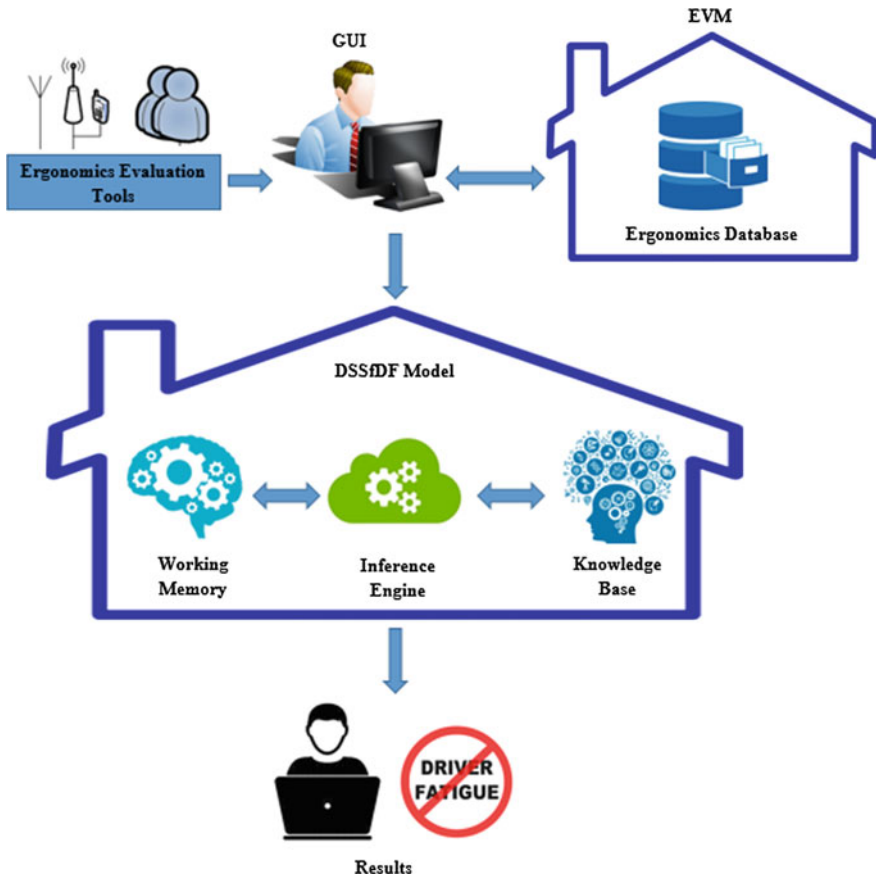 EVM
GUI
Ergonomics Evaluation
Tools
Ergonomics Database
DSSfDF Model
Working
Memory
Inference
Engine
Knowledge
Base
DRIVER
FATIGUE
Results